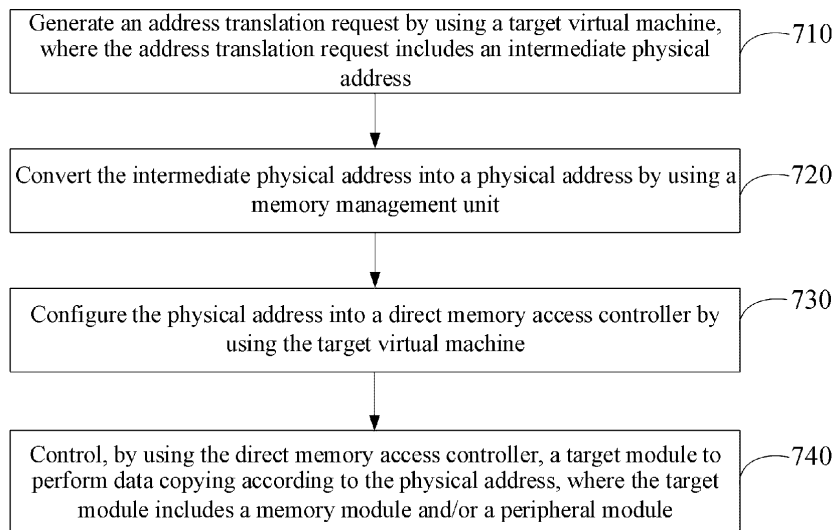 Generate an address translation request by using a target virtual machine,
where the address translation request includes an intermediate physical
address
710
Convert the intermediate physical address into a physical address by using a
memory management unit
720
Configure the physical address into a direct memory access controller by
using the target virtual machine
730
Control, by using the direct memory access controller, a target module to
perform data copying according to the physical address, where the target
module includes a memory module and/or a peripheral module
740